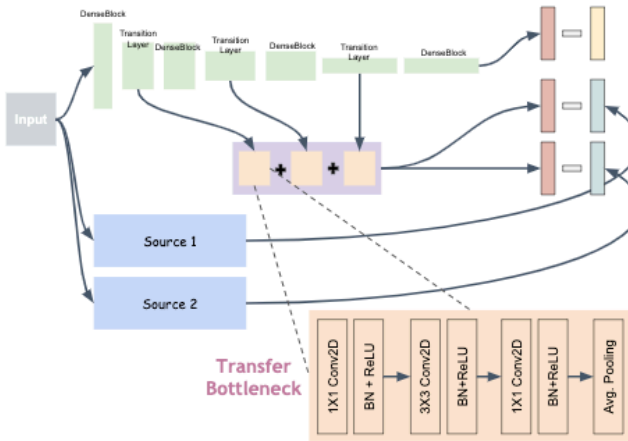 DenseBlock
Transition
Layer
DenseBlock
Transition
Layer
DenseBlock
Transition
Layer
DenseBlock
Input
+
+
Source 1
Source 2
Transfer
Bottleneck
1X1 Conv2D
BN + ReLU
3X3 Conv2D
BN+ReLU
1X1 Conv2D
BN+ReLU
Avg. Pooling